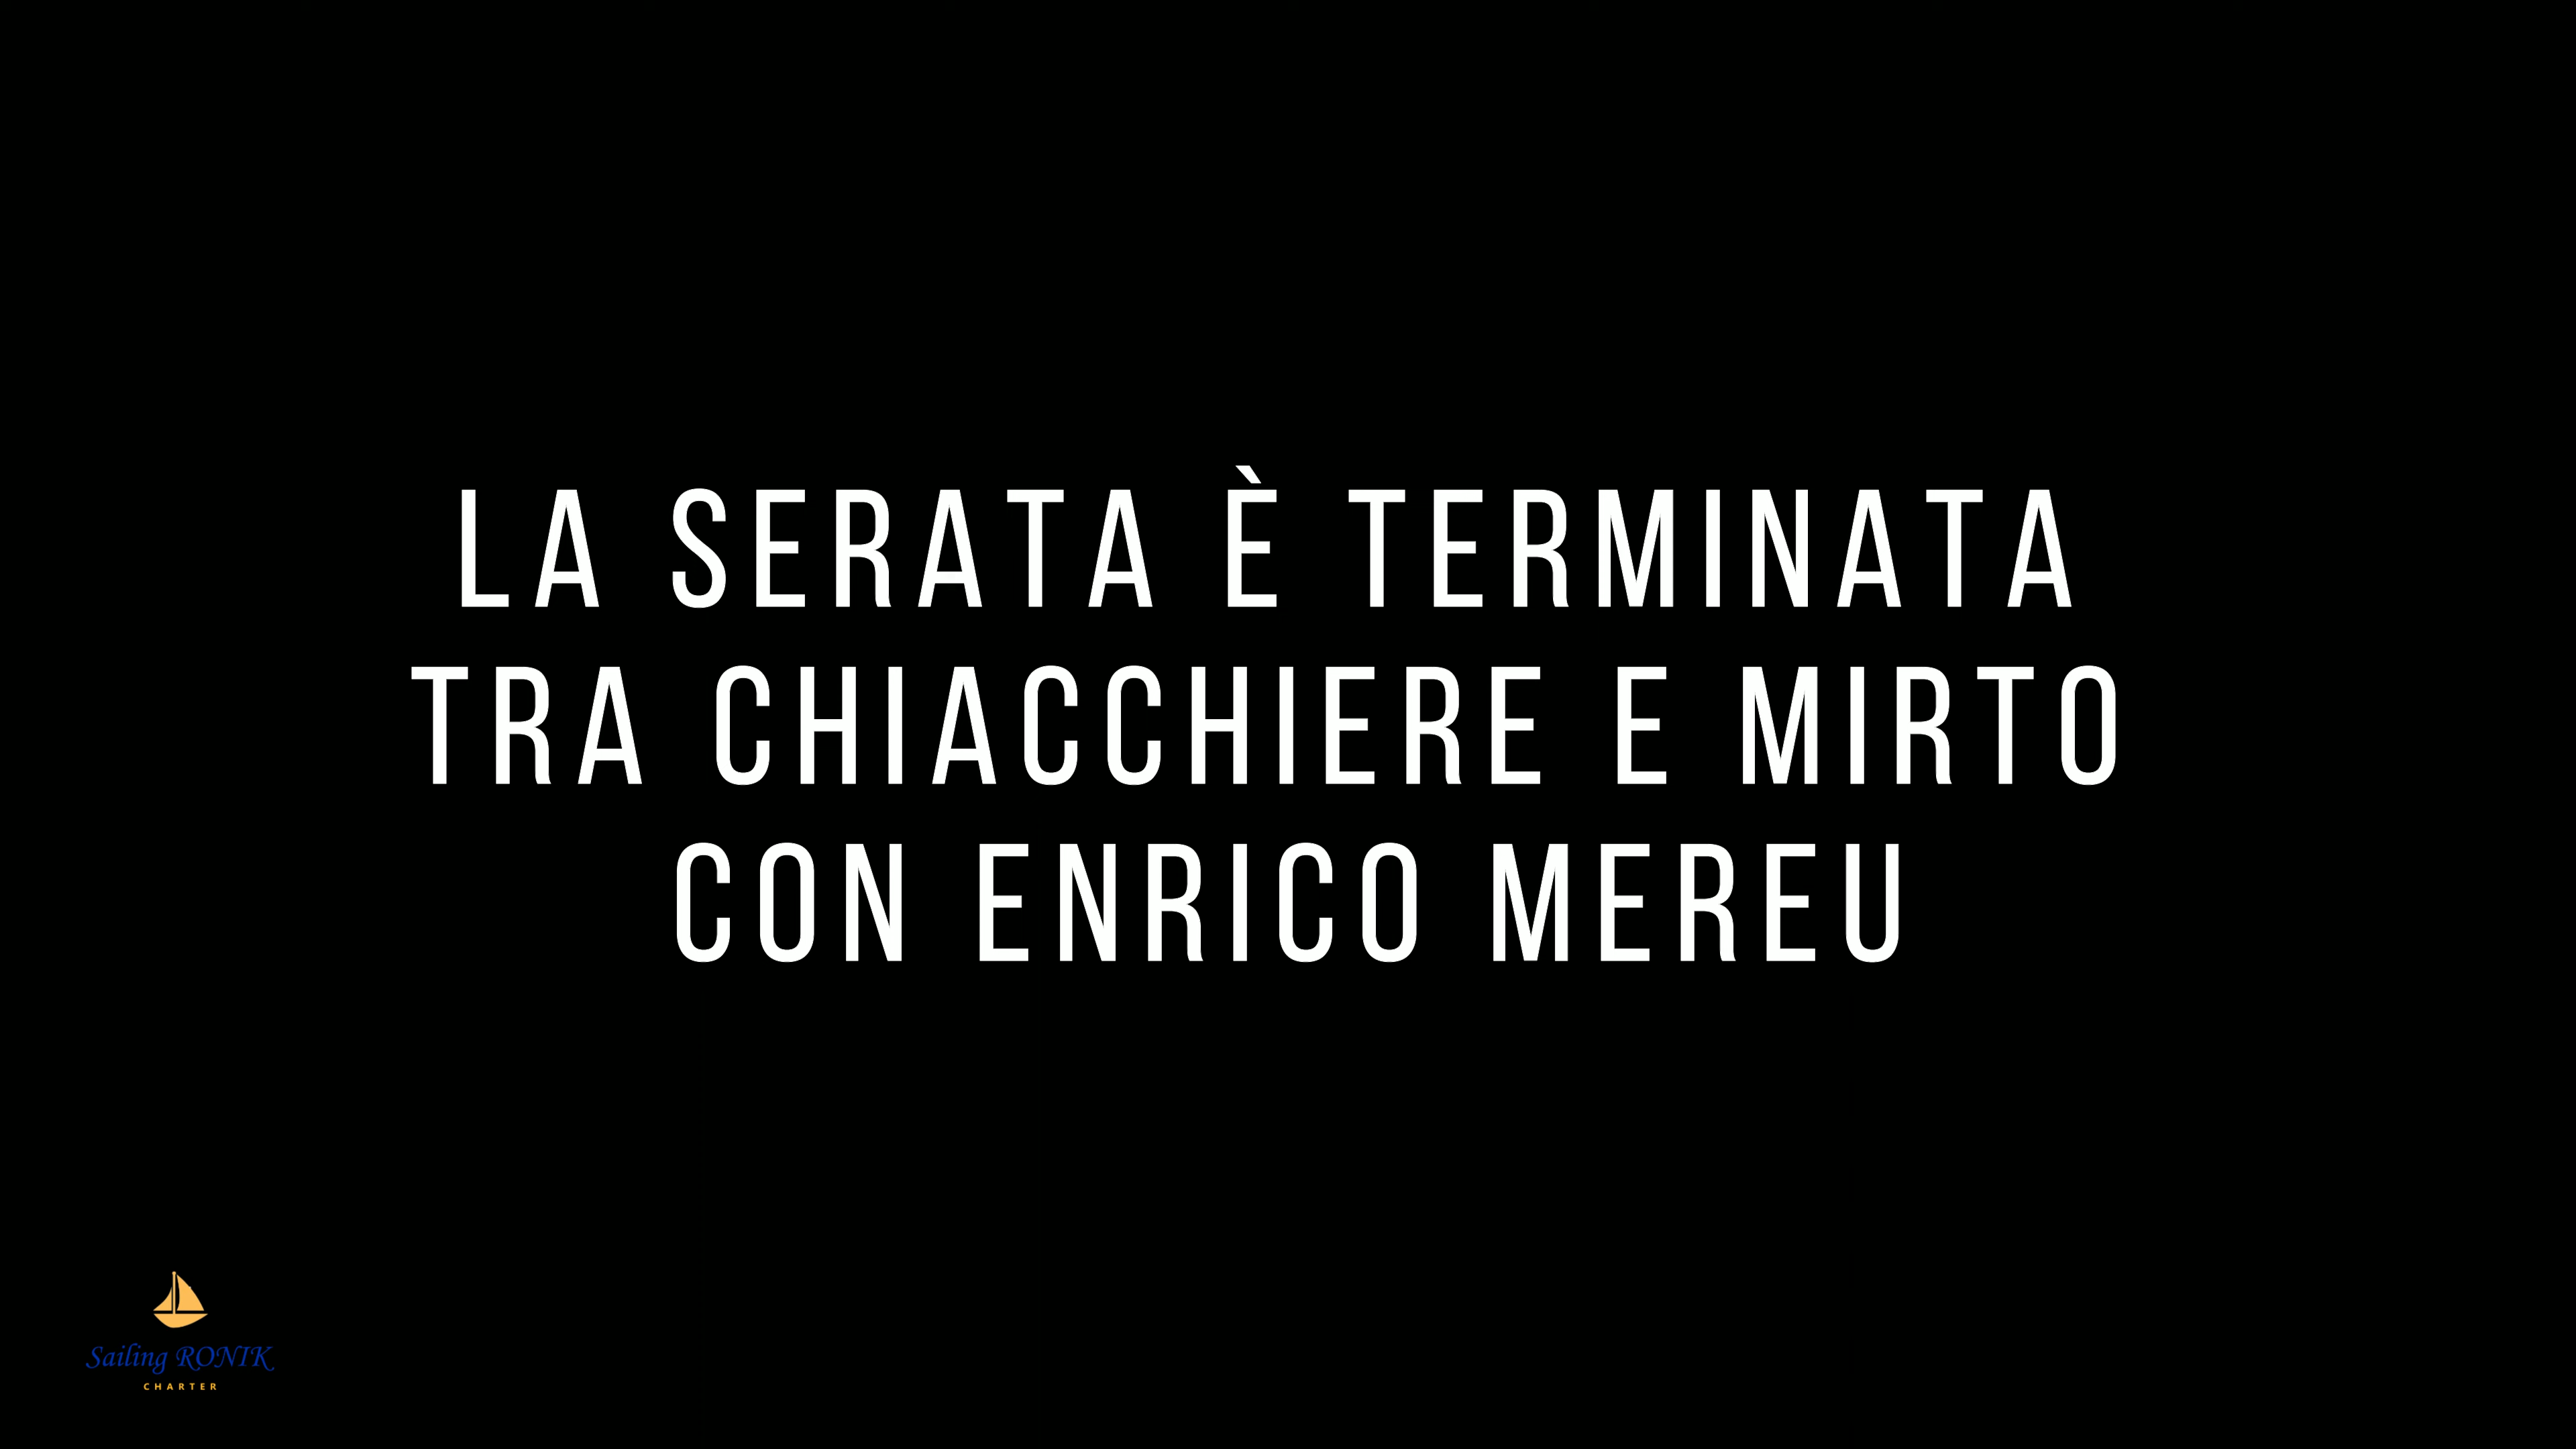 LA SERATA È TERMINATA
TRA CHIACCHIERE E MIRTO
CON ENRICO MEREU
Sailing RONIK
CHARTER